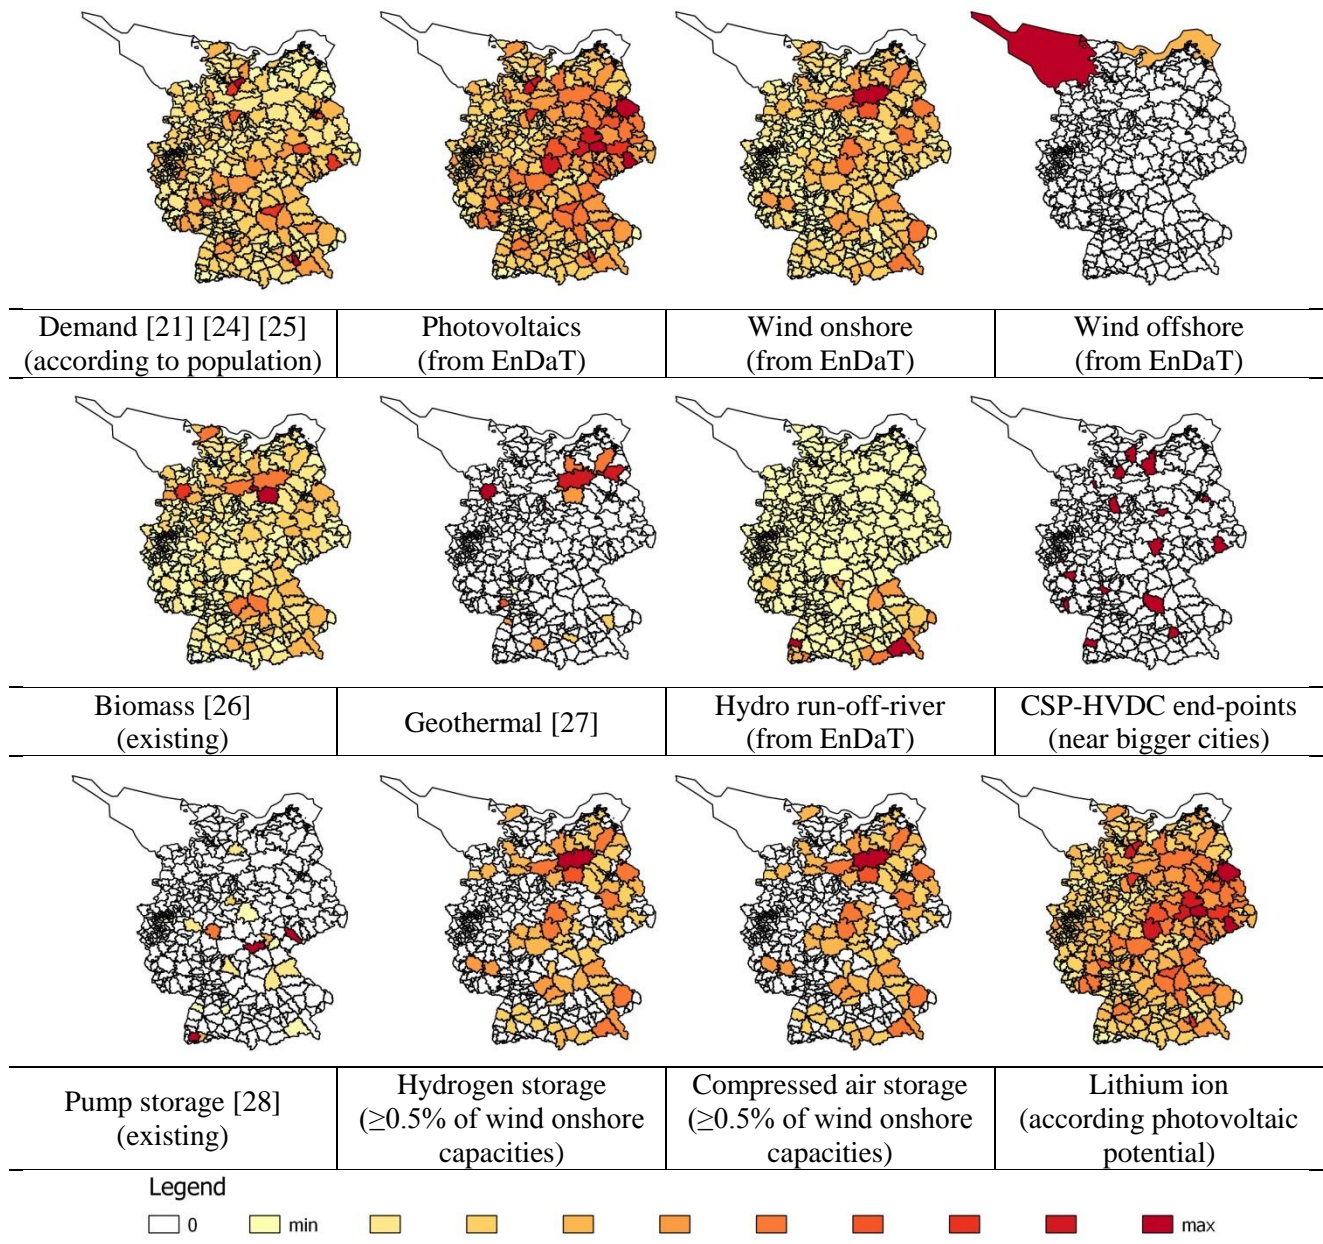 Demand [21] [24] [25]
(according to population)
Photovoltaics
(from EnDaT)
Wind onshore
(from EnDaT)
Wind offshore
(from EnDaT)
Biomass [26]
(existing)
Geothermal [27]
Hydro run-off-river
(from EnDaT)
CSP-HVDC end-points
(near bigger cities)
Pump storage [28]
(existing)
Hydrogen storage
(≥0.5% of wind onshore
capacities)
Compressed air storage
(≥0.5% of wind onshore
capacities)
Lithium ion
(according photovoltaic
potential)
Legend
0 min max